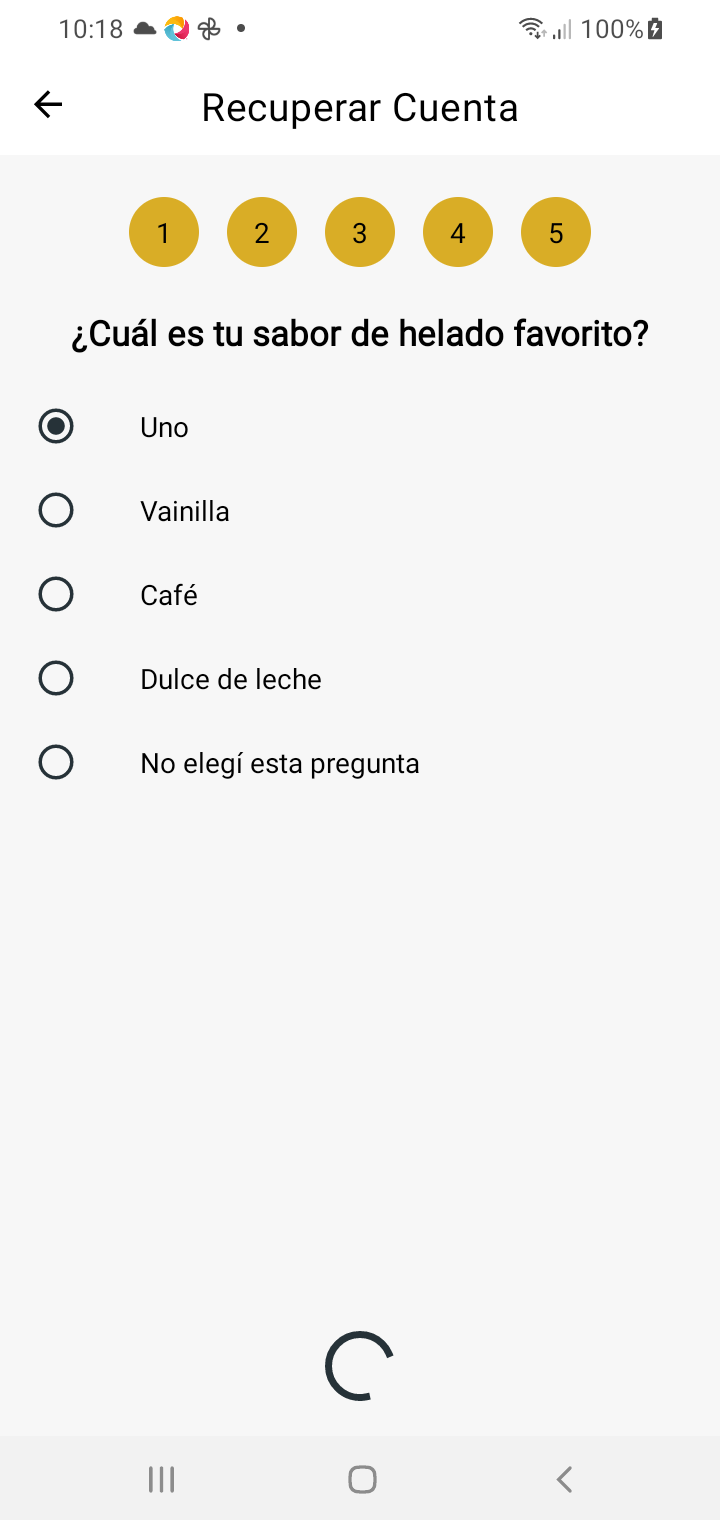 10:18
100%
Recuperar Cuenta
1 2 3 4 5
¿Cuál es tu sabor de helado favorito?
Uno
Vainilla
Café
Dulce de leche
No elegí esta pregunta